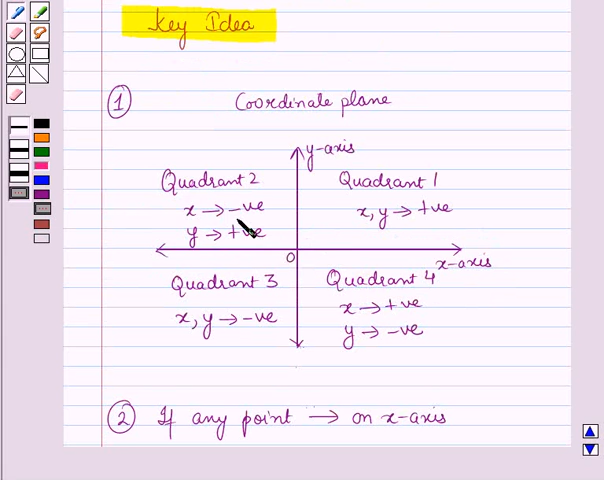 Key Idea
① Coordinate plane
y-axis
Quadrant 2
x → -ve
y → +ve
Quadrant 1
x, y → +ve
O
x-axis
Quadrant 3
x, y → -ve
Quadrant 4
x → +ve
y → -ve
② If any point → on x-axis